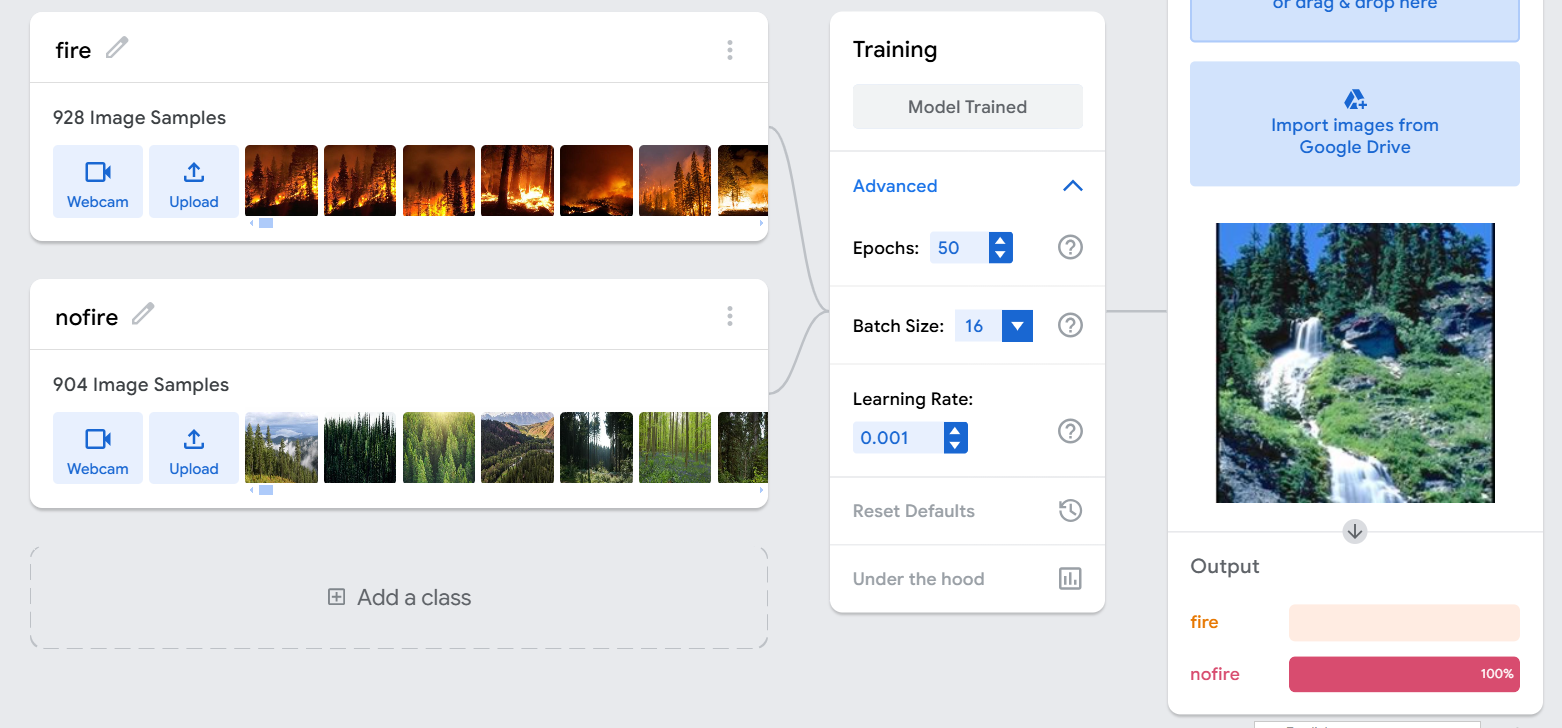 fire
928 Image Samples
Webcam
Upload
nofire
904 Image Samples
Webcam
Upload
Add a class
Training
Model Trained
Advanced
Epochs: 50
Batch Size: 16
Learning Rate:
0.001
Reset Defaults
Under the hood
or drag & drop here
Import images from
Google Drive
Output
fire
nofire 100%